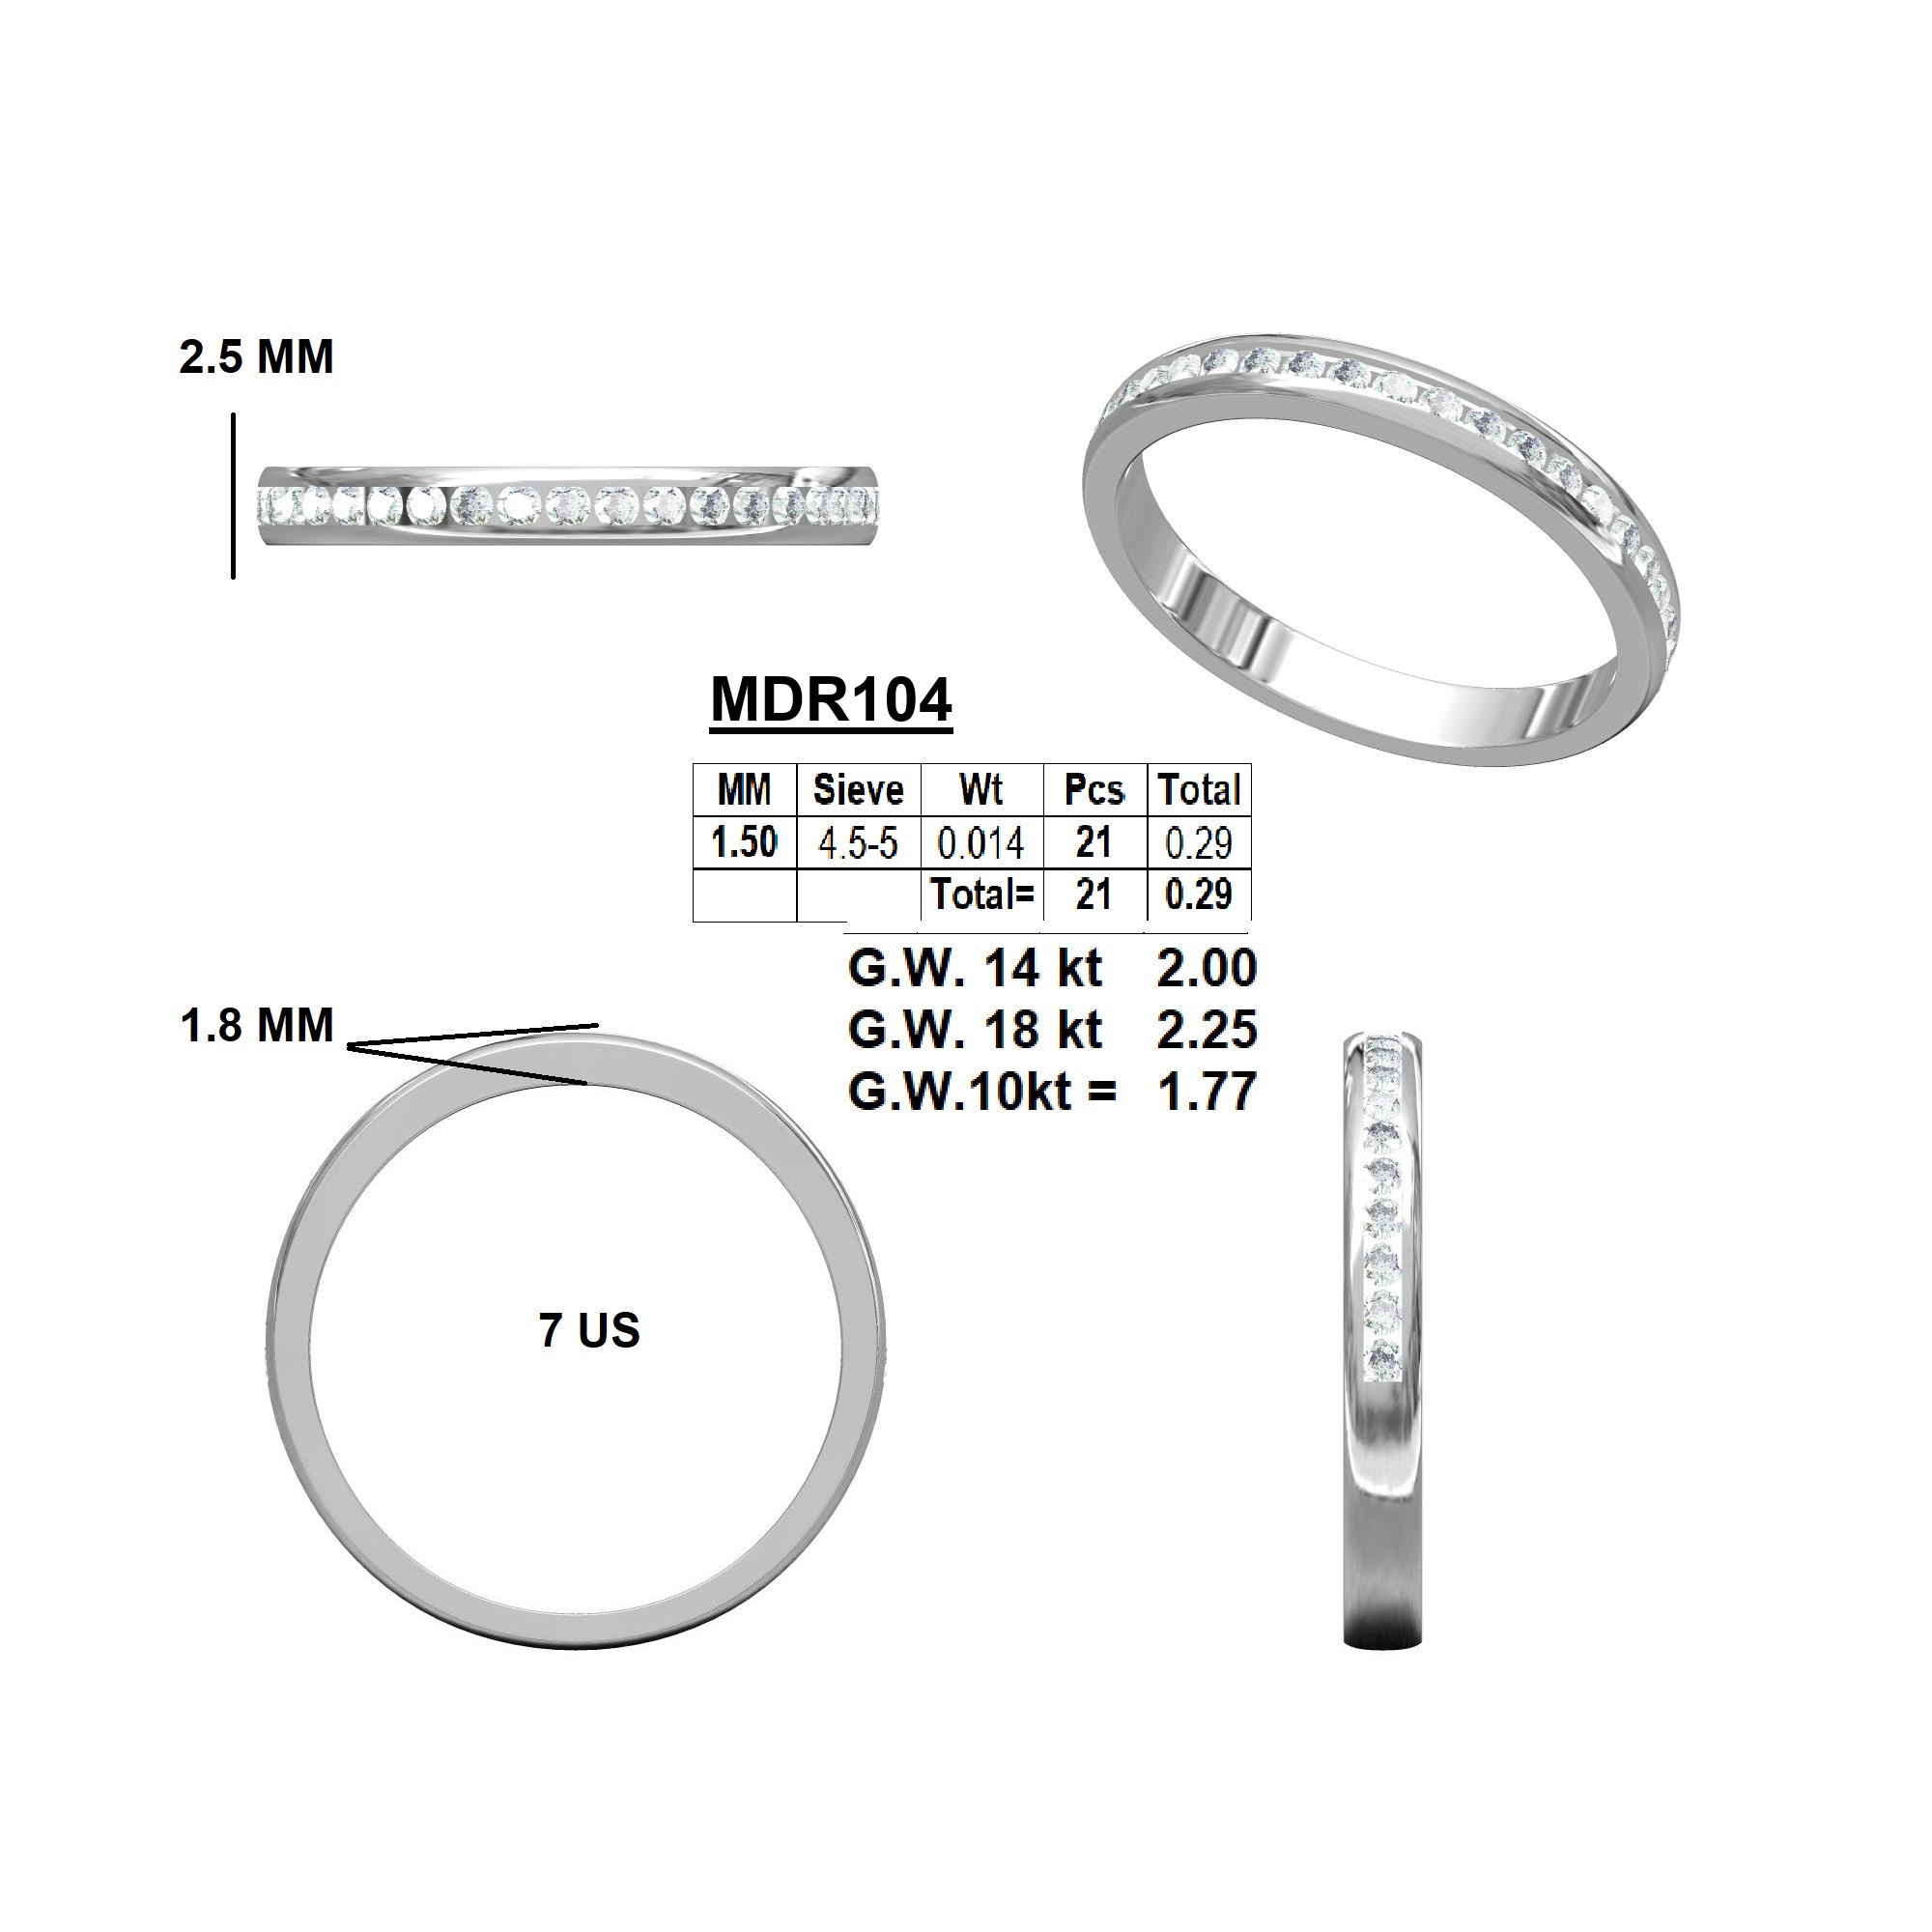 2.5 MM
MDR104
MM Sieve Wt Pcs Total
1.50 4.5-5 0.014 21 0.29
Total= 21 0.29
G.W. 14 kt 2.00
G.W. 18 kt 2.25
G.W.10kt = 1.77
1.8 MM
7 US